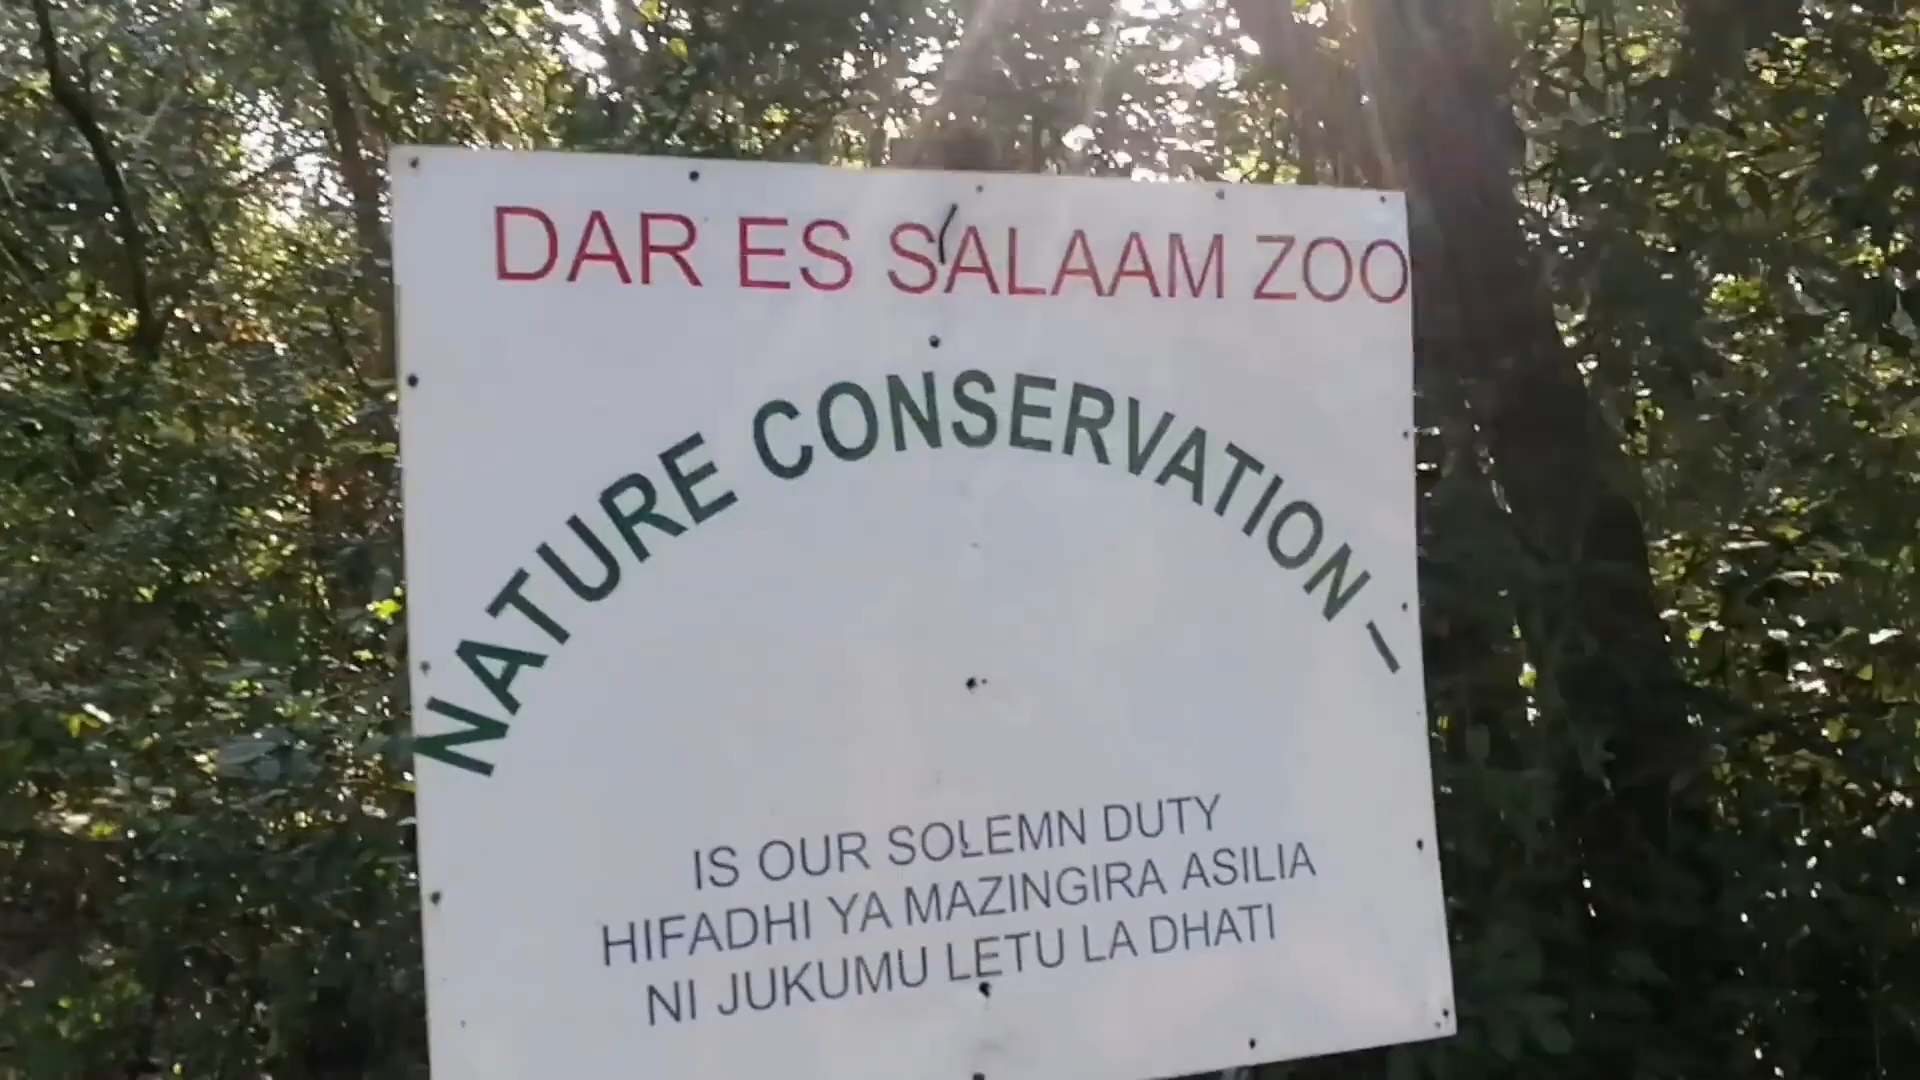 DAR ES SALAAM ZOO
NATURE CONSERVATION –
IS OUR SOLEMN DUTY
HIFADHI YA MAZINGIRA ASILIA
NI JUKUMU LETU LA DHATI